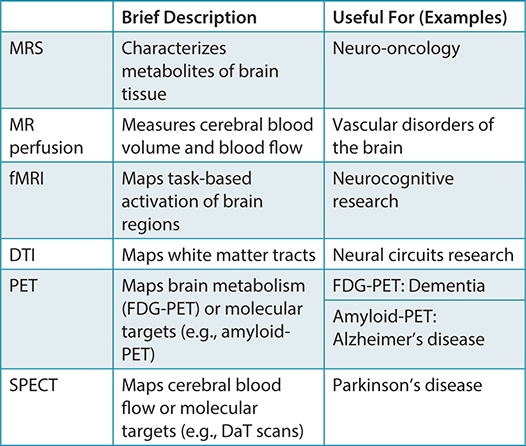 Brief Description Useful For (Examples)
MRS Characterizes Neuro-oncology
metabolites of brain
tissue
MR Measures cerebral blood Vascular disorders of
perfusion volume and blood flow the brain
fMRI Maps task-based Neurocognitive
activation of brain research
regions
DTI Maps white matter tracts Neural circuits research
PET Maps brain metabolism FDG-PET: Dementia
(FDG-PET) or molecular Amyloid-PET:
targets (e.g., amyloid- Alzheimer’s disease
PET)
SPECT Maps cerebral blood Parkinson’s disease
flow or molecular
targets (e.g., DaT scans)